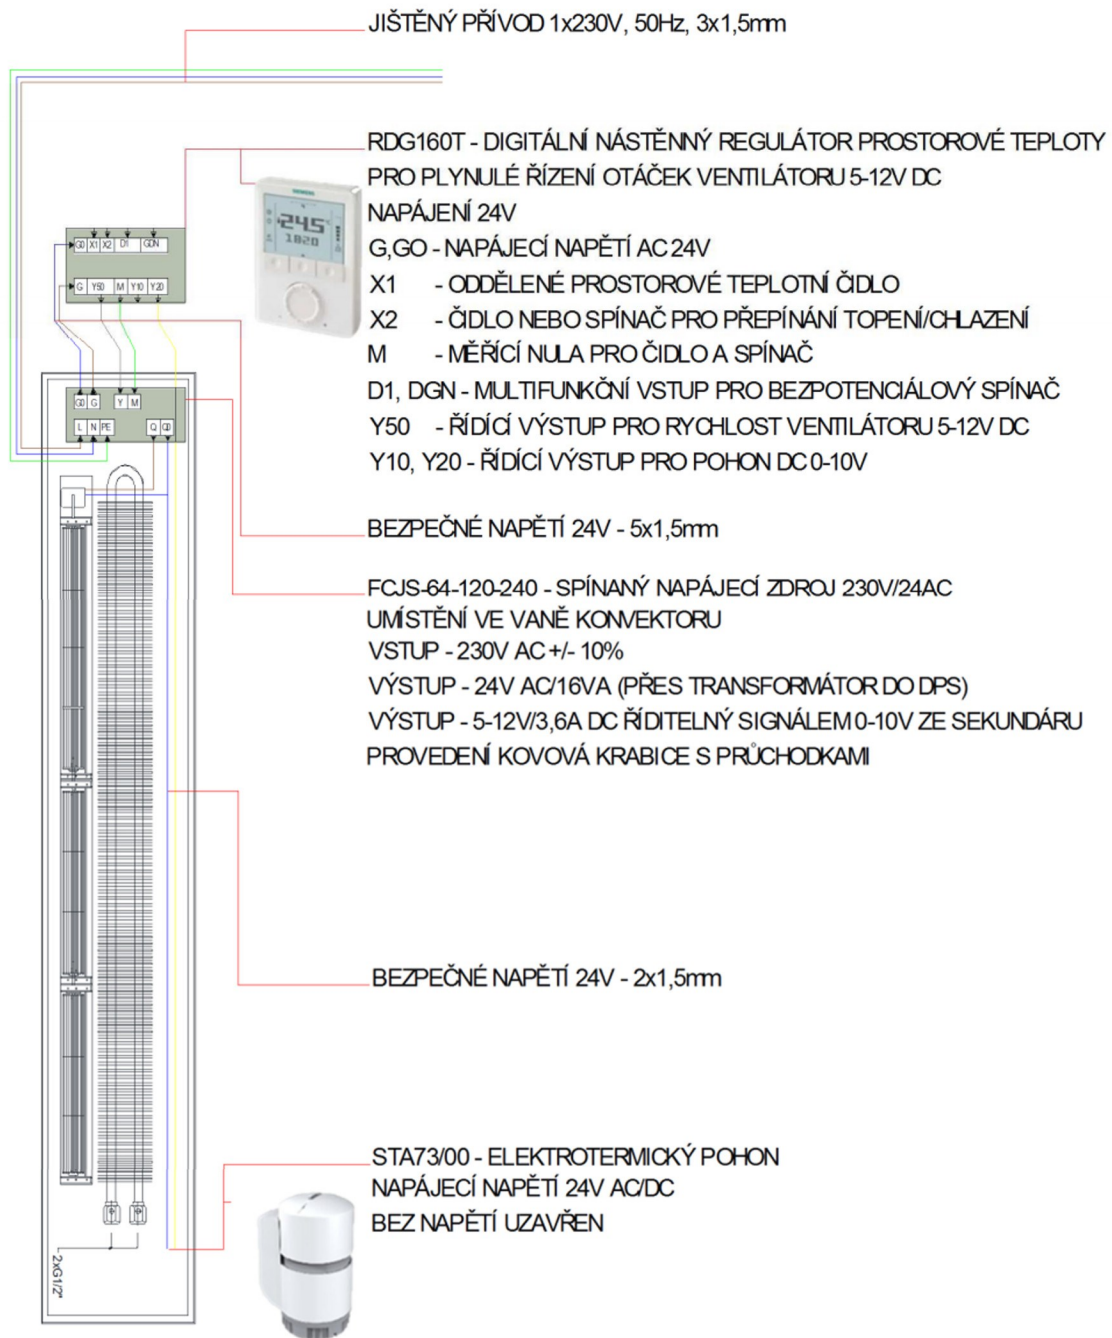 JIŠTĚNÝ PŘÍVOD 1x230V, 50Hz, 3x1,5mm
RDG160T - DIGITÁLNÍ NÁSTĚNNÝ REGULÁTOR PROSTOROVÉ TEPLOTY
PRO PLYNULÉ ŘÍZENÍ OTÁČEK VENTILÁTORU 5-12V DC
NAPÁJENÍ 24V
G,GO - NAPÁJECÍ NAPĚTÍ AC 24V
X1 - ODDĚLENÉ PROSTOROVÉ TEPLOTNÍ ČIDLO
X2 - ČIDLO NEBO SPÍNAČ PRO PŘEPÍNÁNÍ TOPENÍ/CHLAZENÍ
M - MĚŘÍCÍ NULA PRO ČIDLO A SPÍNAČ
D1, DGN - MULTIFUNKČNÍ VSTUP PRO BEZPOTENCIÁLOVÝ SPÍNAČ
Y50 - ŘÍDÍCÍ VÝSTUP PRO RYCHLOST VENTILÁTORU 5-12V DC
Y10, Y20 - ŘÍDÍCÍ VÝSTUP PRO POHON DC 0-10V
SIEMENS
24.5
1820
G0 X1 X2 D1 GDN
G Y50 M Y10 Y20
G0 G Y M
L N PE Q Q0
BEZPEČNÉ NAPĚTÍ 24V - 5x1,5mm
FCJS-64-120-240 - SPÍNANÝ NAPÁJECÍ ZDROJ 230V/24AC
UMÍSTĚNÍ VE VANĚ KONVEKTORU
VSTUP - 230V AC +/- 10%
VÝSTUP - 24V AC/16VA (PŘES TRANSFORMÁTOR DO DPS)
VÝSTUP - 5-12V/3,6A DC ŘÍDITELNÝ SIGNÁLEM 0-10V ZE SEKUNDÁRU
PROVEDENÍ KOVOVÁ KRABICE S PRŮCHODKAMI
BEZPEČNÉ NAPĚTÍ 24V - 2x1,5mm
STA73/00 - ELEKTROTERMICKÝ POHON
NAPÁJECÍ NAPĚTÍ 24V AC/DC
BEZ NAPĚTÍ UZAVŘEN
2xG1/2"